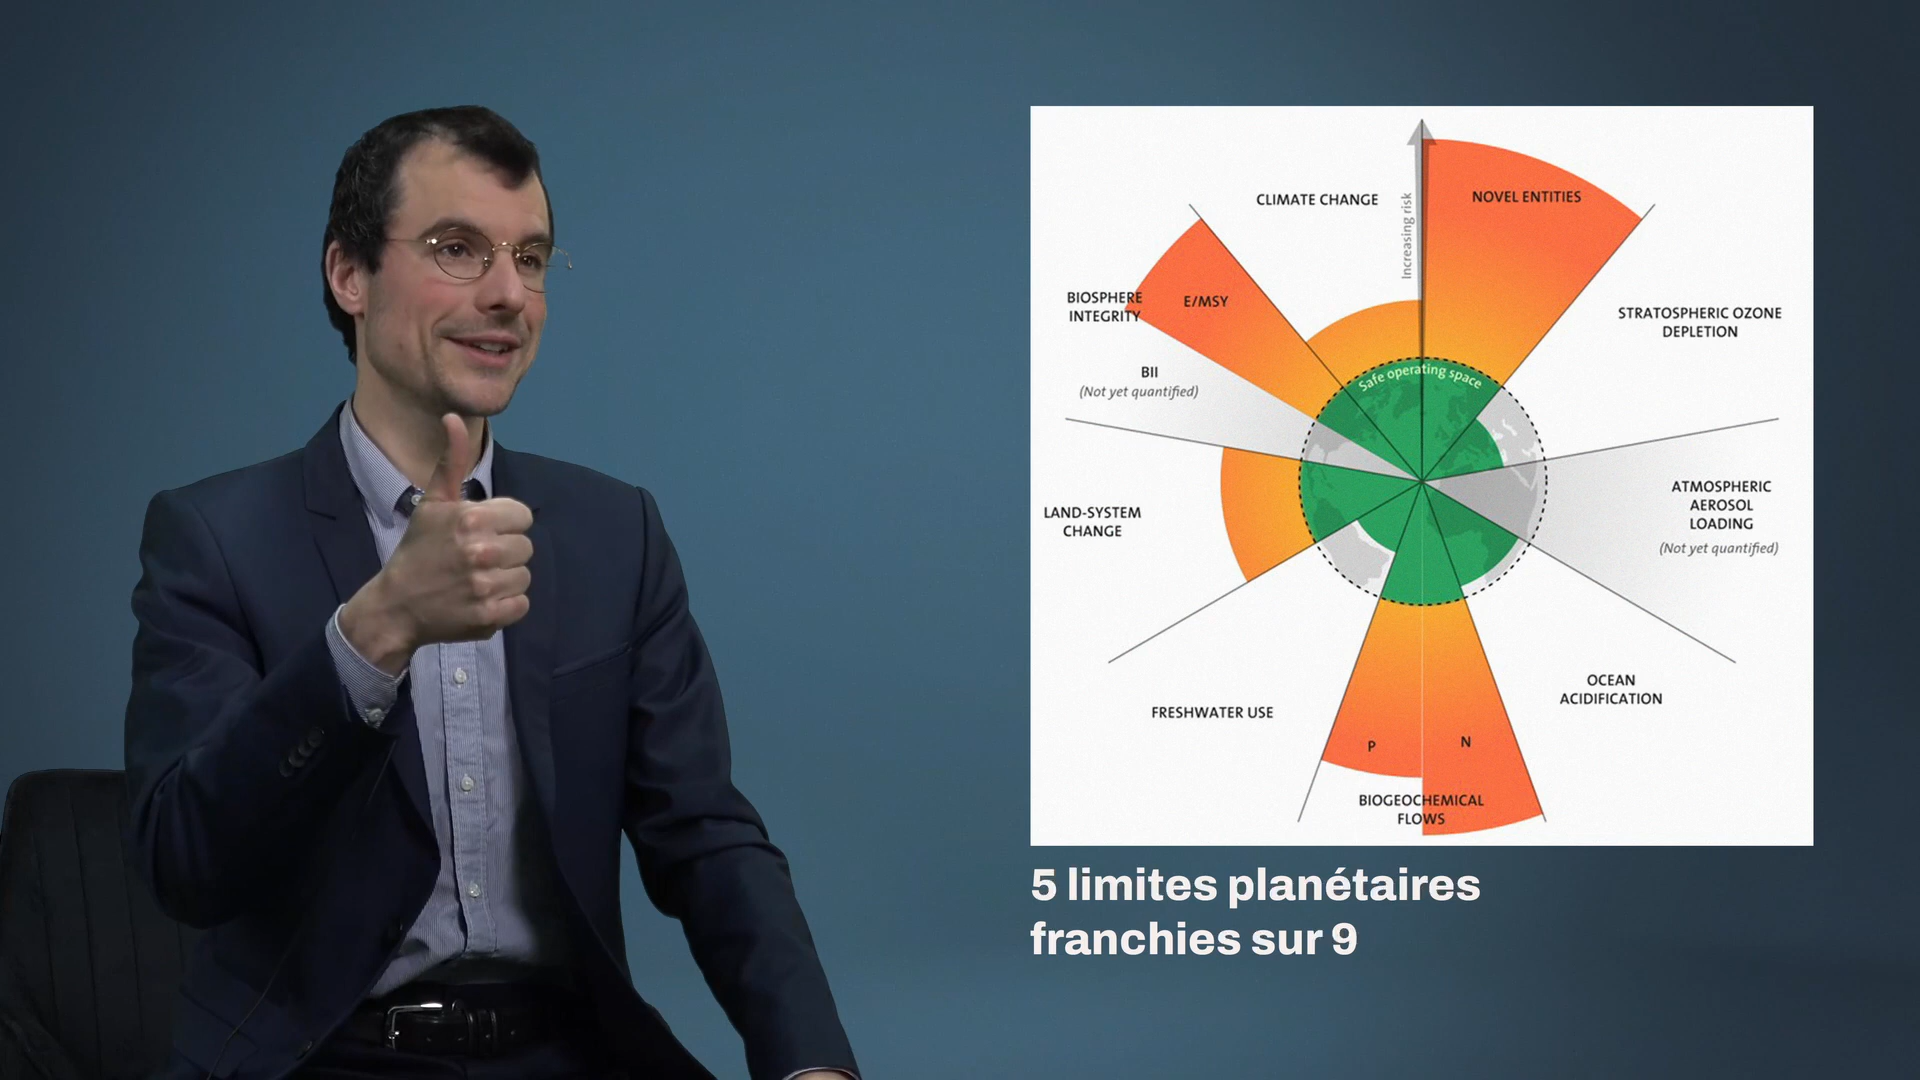 CLIMATE CHANGE
Increasing risk
NOVEL ENTITIES
BIOSPHERE
INTEGRITY
E/MSY
STRATOSPHERIC OZONE
DEPLETION
BII
(Not yet quantified)
Safe operating space
LAND-SYSTEM
CHANGE
ATMOSPHERIC
AEROSOL
LOADING
(Not yet quantified)
OCEAN
ACIDIFICATION
FRESHWATER USE
P
N
BIOGEOCHEMICAL
FLOWS
5 limites planétaires
franchies sur 9